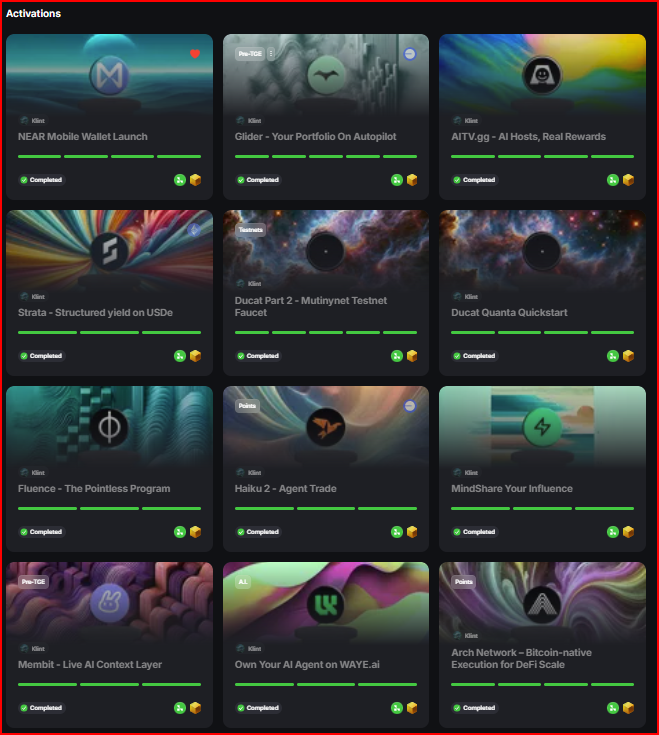 Activations
Klint
NEAR Mobile Wallet Launch
Completed
Pre-TGE
Klint
Glider - Your Portfolio On Autopilot
Completed
Klint
AITV.gg - AI Hosts, Real Rewards
Completed
Klint
Strata - Structured yield on USDe
Completed
Testnets
Klint
Ducat Part 2 - Mutinynet Testnet
Faucet
Completed
Klint
Ducat Quanta Quickstart
Completed
Klint
Fluence - The Pointless Program
Completed
Points
Klint
Haiku 2 - Agent Trade
Completed
Klint
MindShare Your Influence
Completed
Pre-TGE
Klint
Membit - Live AI Context Layer
Completed
A.I.
Klint
Own Your AI Agent on WAYE.ai
Completed
Points
Klint
Arch Network – Bitcoin-native
Execution for DeFi Scale
Completed